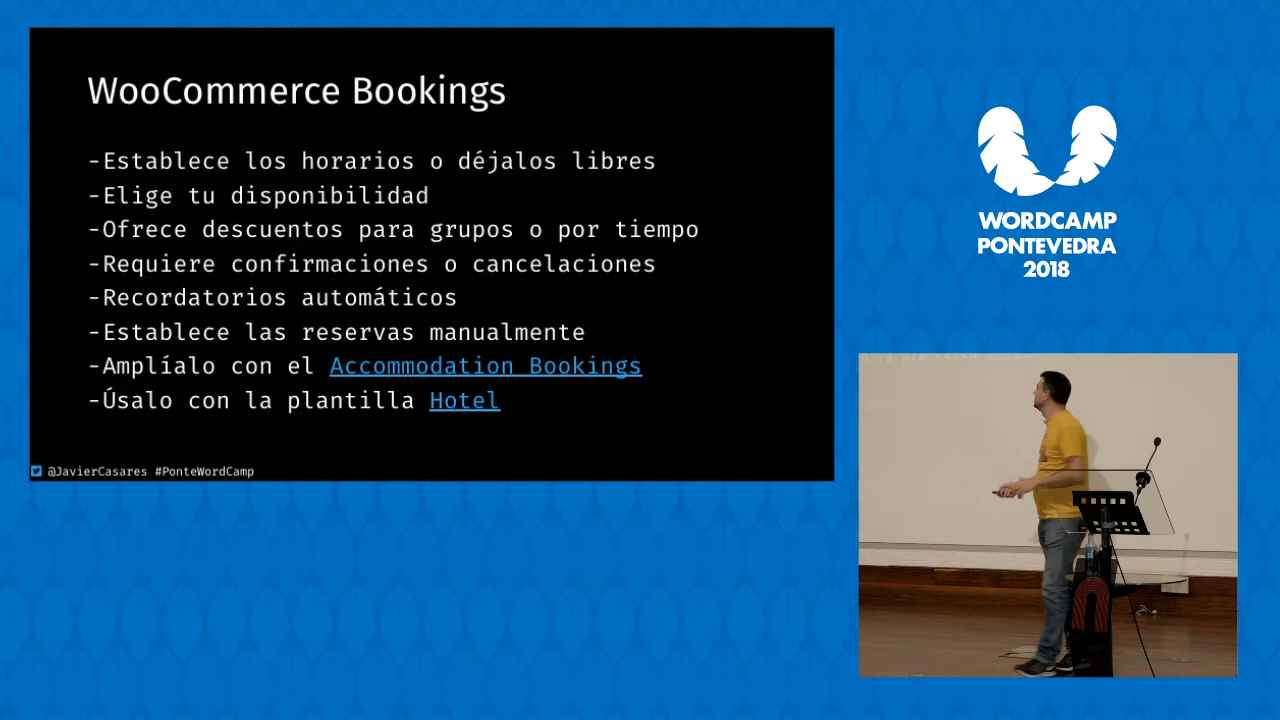 WooCommerce Bookings
-Establece los horarios o déjalos libres
-Elige tu disponibilidad
-Ofrece descuentos para grupos o por tiempo
-Requiere confirmaciones o cancelaciones
-Recordatorios automáticos
-Establece las reservas manualmente
-Amplíalo con el Accommodation Bookings
-Úsalo con la plantilla Hotel
@JavierCasares #PonteWordCamp
WORDCAMP
PONTEVEDRA
2018